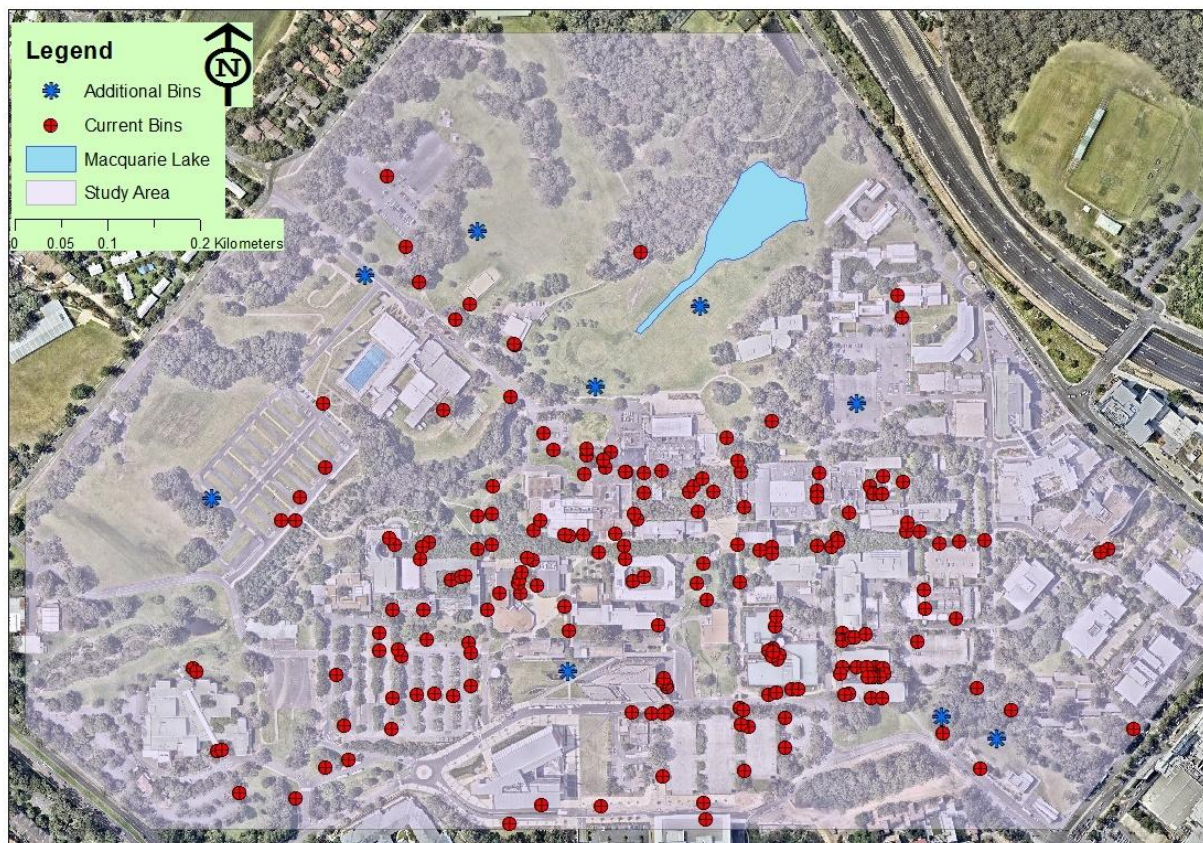 Legend
N
Additional Bins
Current Bins
Macquarie Lake
Study Area
0 0.05 0.1 0.2 Kilometers